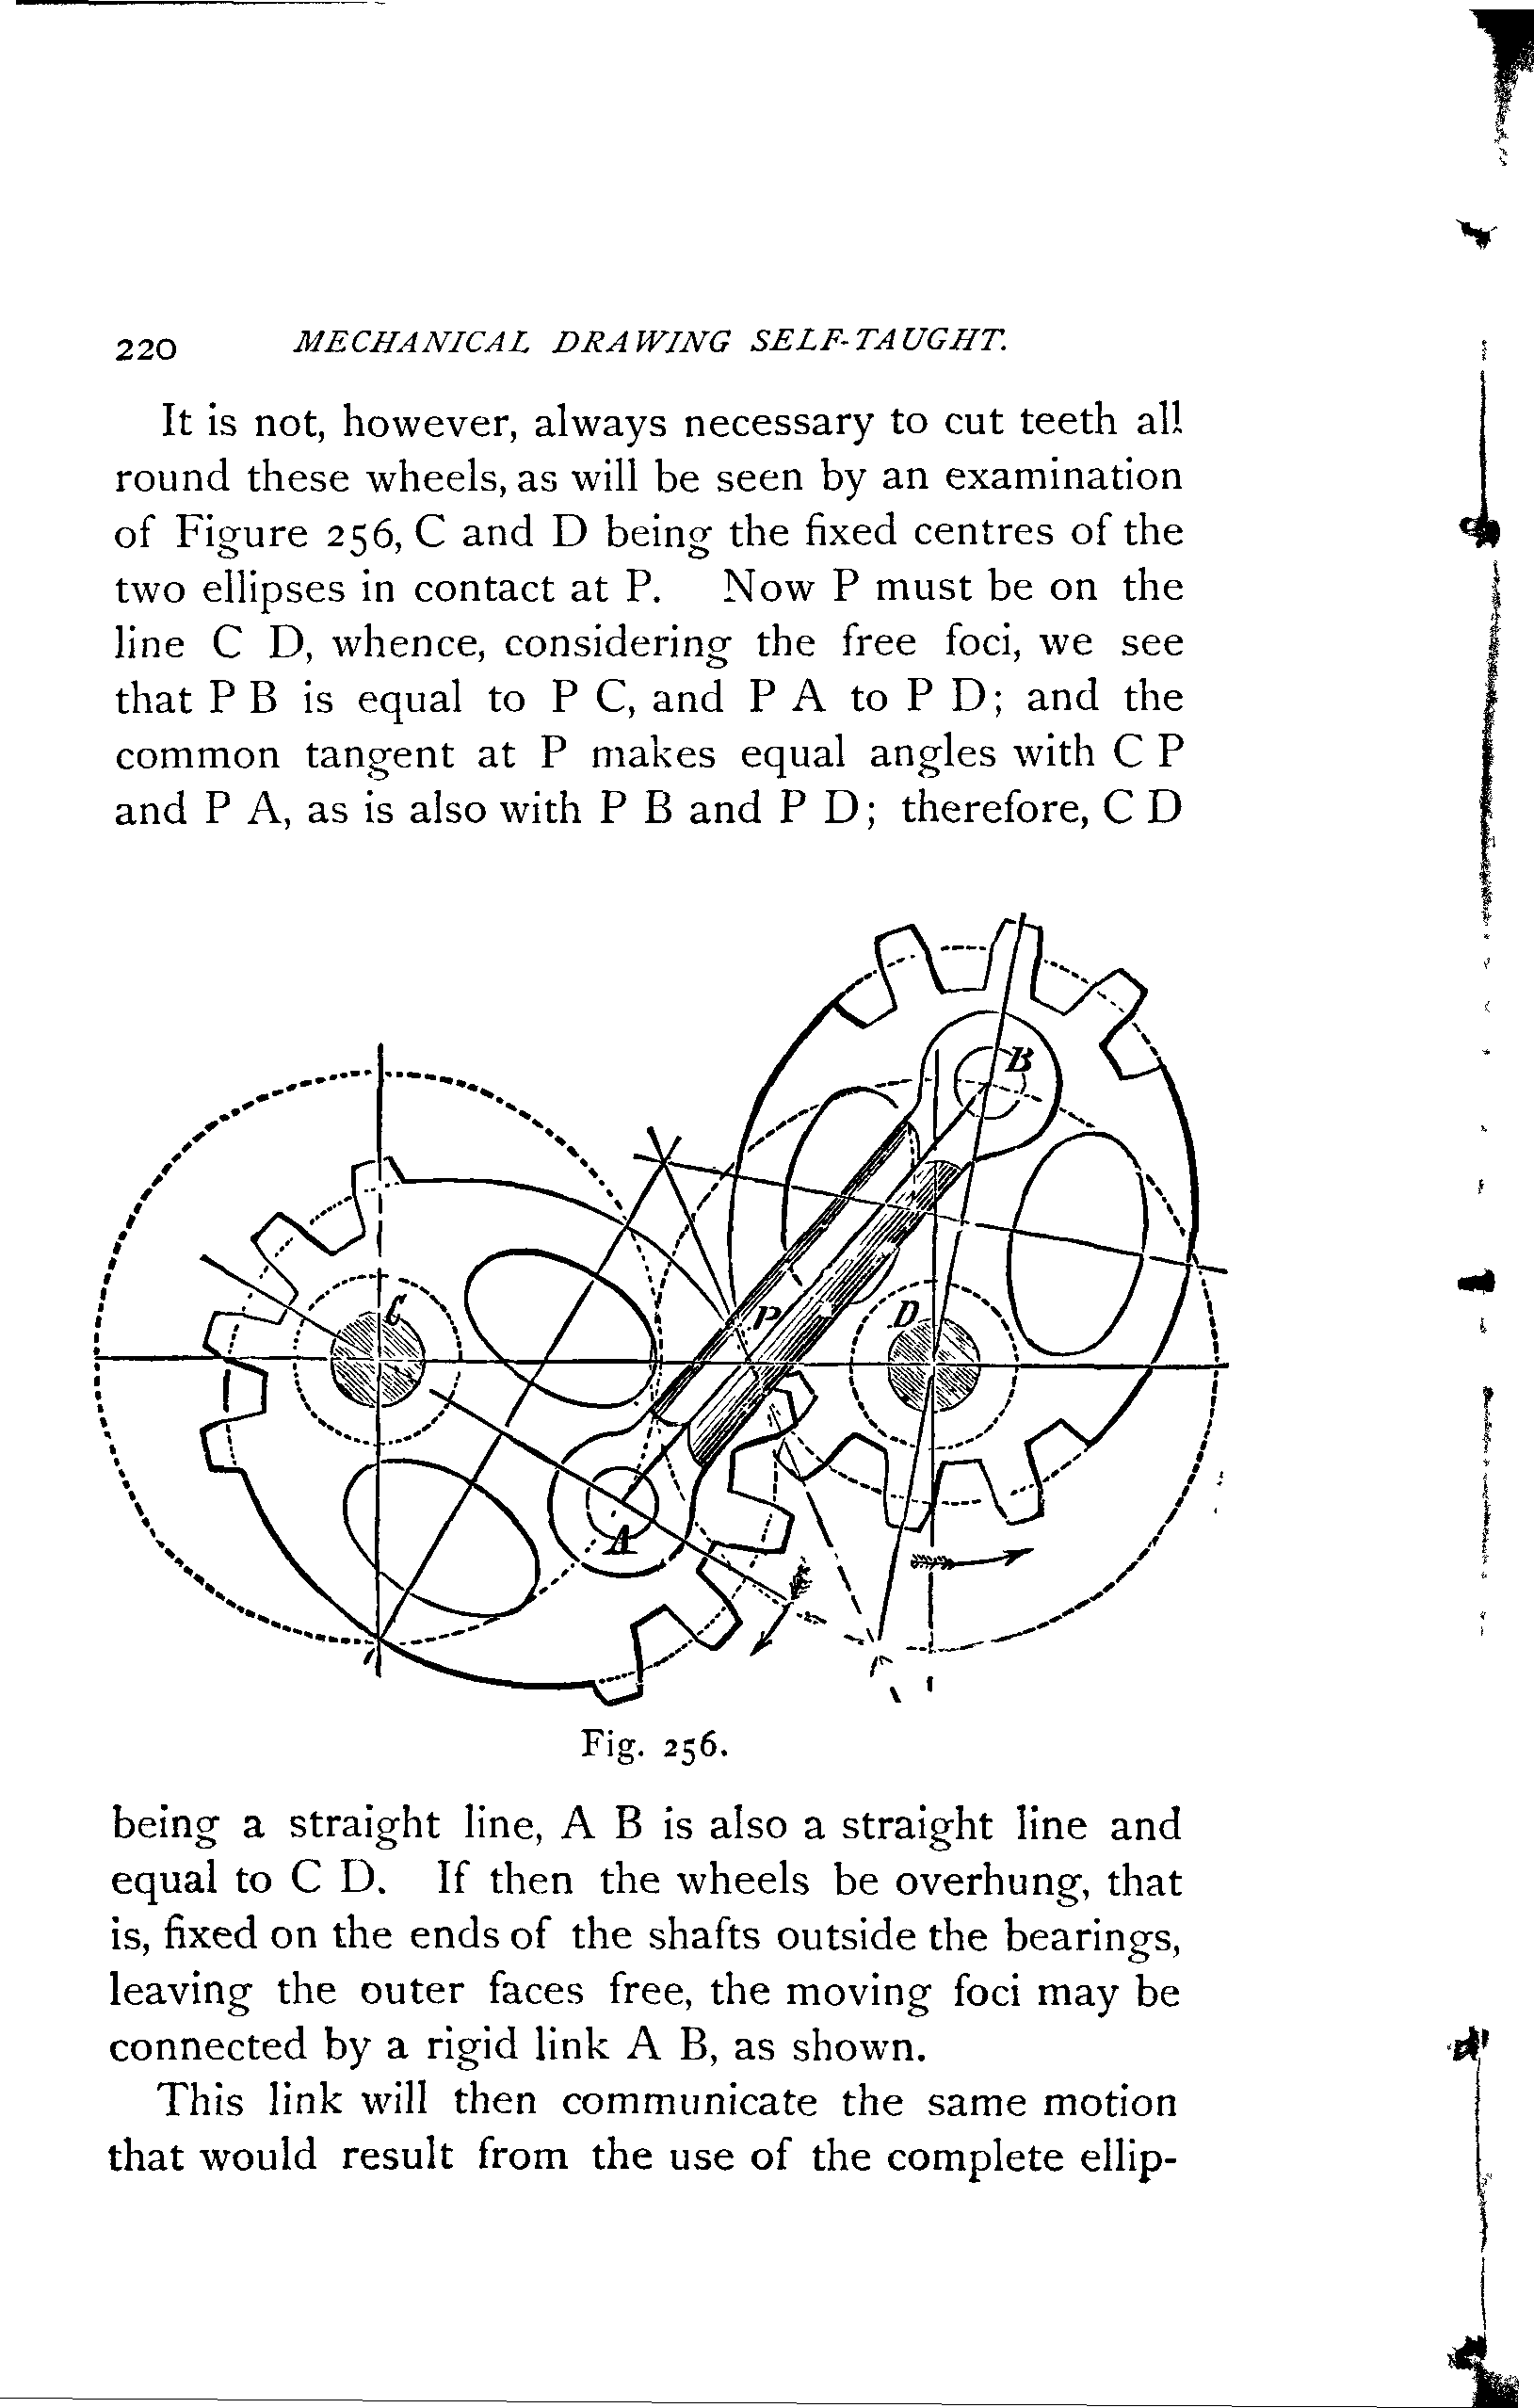 220 MECHANICAL DRAWING SELF-TAUGHT.
It is not, however, always necessary to cut teeth all
round these wheels, as will be seen by an examination
of Figure 256, C and D being the fixed centres of the
two ellipses in contact at P. Now P must be on the
line C D, whence, considering the free foci, we see
that P B is equal to P C, and P A to P D; and the
common tangent at P makes equal angles with C P
and P A, as is also with P B and P D; therefore, C D
B
C
P
D
A
Fig. 256.
being a straight line, A B is also a straight line and
equal to C D. If then the wheels be overhung, that
is, fixed on the ends of the shafts outside the bearings,
leaving the outer faces free, the moving foci may be
connected by a rigid link A B, as shown.
This link will then communicate the same motion
that would result from the use of the complete ellip-